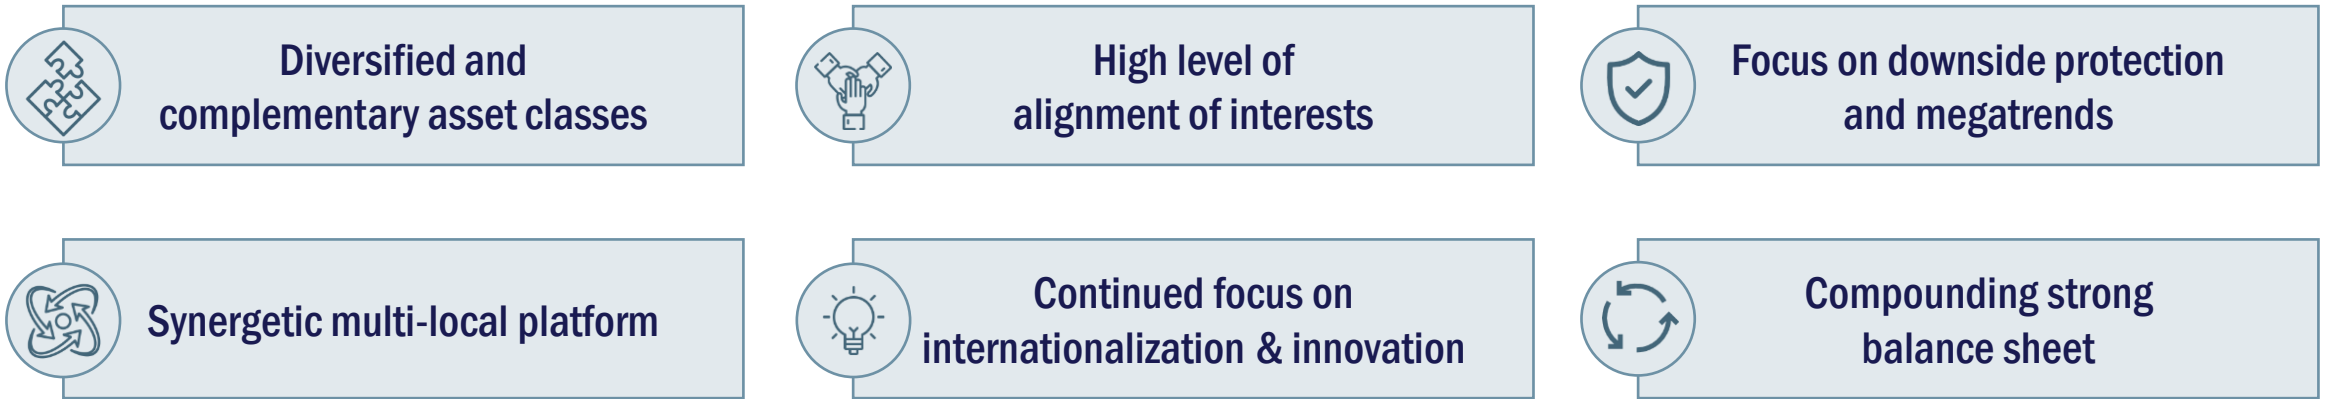 Diversified and
complementary asset classes
High level of
alignment of interests
Focus on downside protection
and megatrends
Synergetic multi-local platform
Continued focus on
internationalization & innovation
Compounding strong
balance sheet